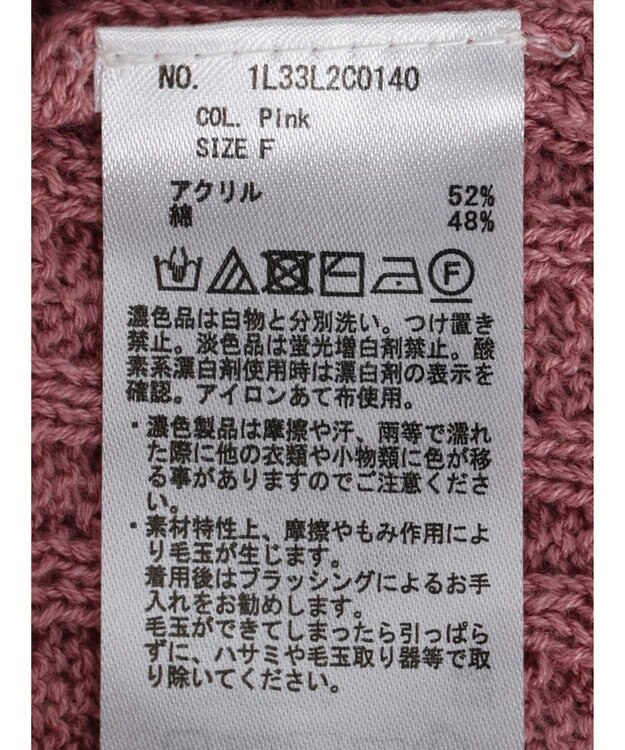 NO. 1L33L2C0140
COL. Pink
SIZE F
アクリル 52%
綿 48%
F
濃色品は白物と分別洗い。つけ置き
禁止。淡色品は蛍光増白剤禁止。酸
素系漂白剤使用時は漂白剤の表示を
確認。アイロンあて布使用。
・濃色製品は摩擦や汗、雨等で濡れ
た際に他の衣類や小物類に色が移
る事がありますのでご注意くださ
い。
・素材特性上、摩擦やもみ作用によ
り毛玉が生じます。
着用後はブラッシングによるお手
入れをお勧めします。
毛玉ができてしまったら引っぱら
ずに、ハサミや毛玉取り器等で取
り除いてください。